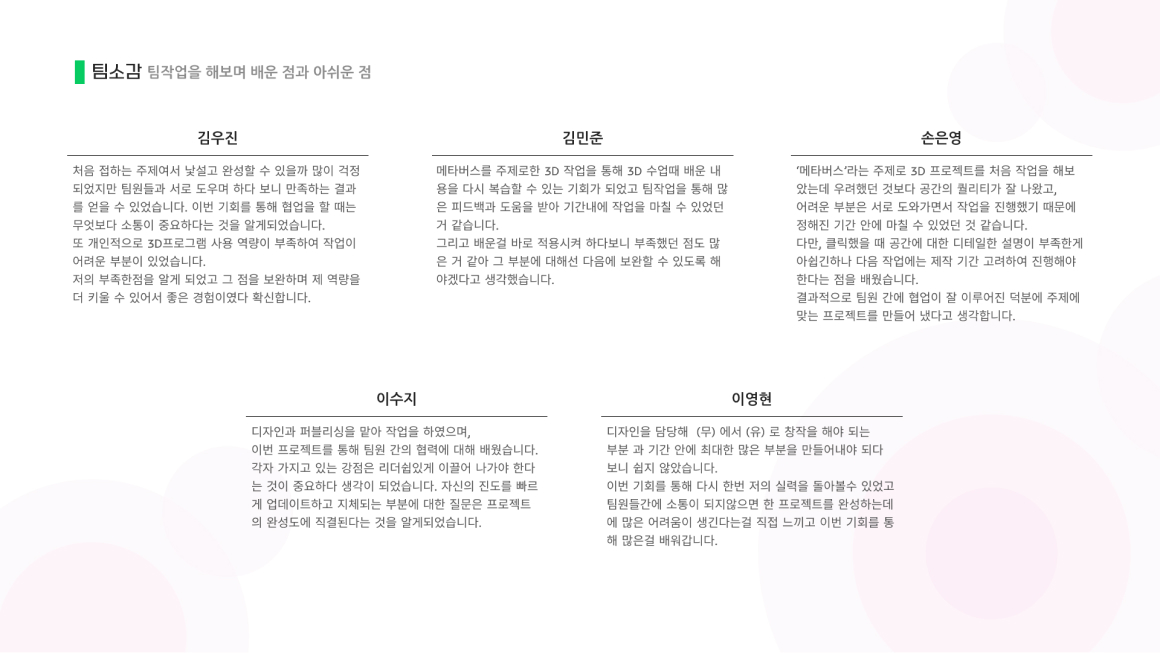 팀소감 팀작업을 해보며 배운 점과 아쉬운 점
김우진
처음 접하는 주제여서 낯설고 완성할 수 있을까 많이 걱정
되었지만 팀원들과 서로 도우며 하다 보니 만족하는 결과
를 얻을 수 있었습니다. 이번 기회를 통해 협업을 할 때는
무엇보다 소통이 중요하다는 것을 알게되었습니다.
또 개인적으로 3D프로그램 사용 역량이 부족하여 작업이
어려운 부분이 있었습니다.
저의 부족한점을 알게 되었고 그 점을 보완하며 제 역량을
더 키울 수 있어서 좋은 경험이였다 확신합니다.
김민준
메타버스를 주제로한 3D 작업을 통해 3D 수업때 배운 내
용을 다시 복습할 수 있는 기회가 되었고 팀작업을 통해 많
은 피드백과 도움을 받아 기간내에 작업을 마칠 수 있었던
거 같습니다.
그리고 배운걸 바로 적용시켜 하다보니 부족했던 점도 많
은 거 같아 그 부분에 대해선 다음에 보완할 수 있도록 해
야겠다고 생각했습니다.
손은영
'메타버스'라는 주제로 3D 프로젝트를 처음 작업을 해보
았는데 우려했던 것보다 공간의 퀄리티가 잘 나왔고,
어려운 부분은 서로 도와가면서 작업을 진행했기 때문에
정해진 기간 안에 마칠 수 있었던 것 같습니다.
다만, 클릭했을 때 공간에 대한 디테일한 설명이 부족한게
아쉽긴하나 다음 작업에는 제작 기간 고려하여 진행해야
한다는 점을 배웠습니다.
결과적으로 팀원 간에 협업이 잘 이루어진 덕분에 주제에
맞는 프로젝트를 만들어 냈다고 생각합니다.
이수지
디자인과 퍼블리싱을 맡아 작업을 하였으며,
이번 프로젝트를 통해 팀원 간의 협력에 대해 배웠습니다.
각자 가지고 있는 강점은 리더쉽있게 이끌어 나가야 한다
는 것이 중요하다 생각이 되었습니다. 자신의 진도를 빠르
게 업데이트하고 지체되는 부분에 대한 질문은 프로젝트
의 완성도에 직결된다는 것을 알게되었습니다.
이영현
디자인을 담당해  (무) 에서 (유) 로 창작을 해야 되는
부분 과 기간 안에 최대한 많은 부분을 만들어내야 되다
보니 쉽지 않았습니다.
이번 기회를 통해 다시 한번 저의 실력을 돌아볼수 있었고
팀원들간에 소통이 되지않으면 한 프로젝트를 완성하는데
에 많은 어려움이 생긴다는걸 직접 느끼고 이번 기회를 통
해 많은걸 배워갑니다.